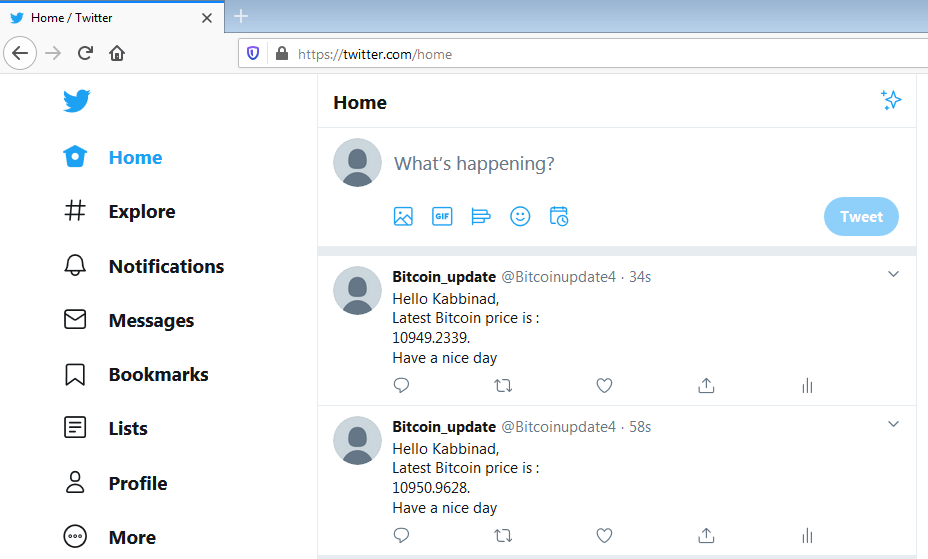 Home / Twitter
https://twitter.com/home
Home
Explore
Notifications
Messages
Bookmarks
Lists
Profile
More
Home
What's happening?
GIF
Tweet
Bitcoin_update @Bitcoinupdate4 · 34s
Hello Kabbinad,
Latest Bitcoin price is :
10949.2339.
Have a nice day
Bitcoin_update @Bitcoinupdate4 · 58s
Hello Kabbinad,
Latest Bitcoin price is :
10950.9628.
Have a nice day